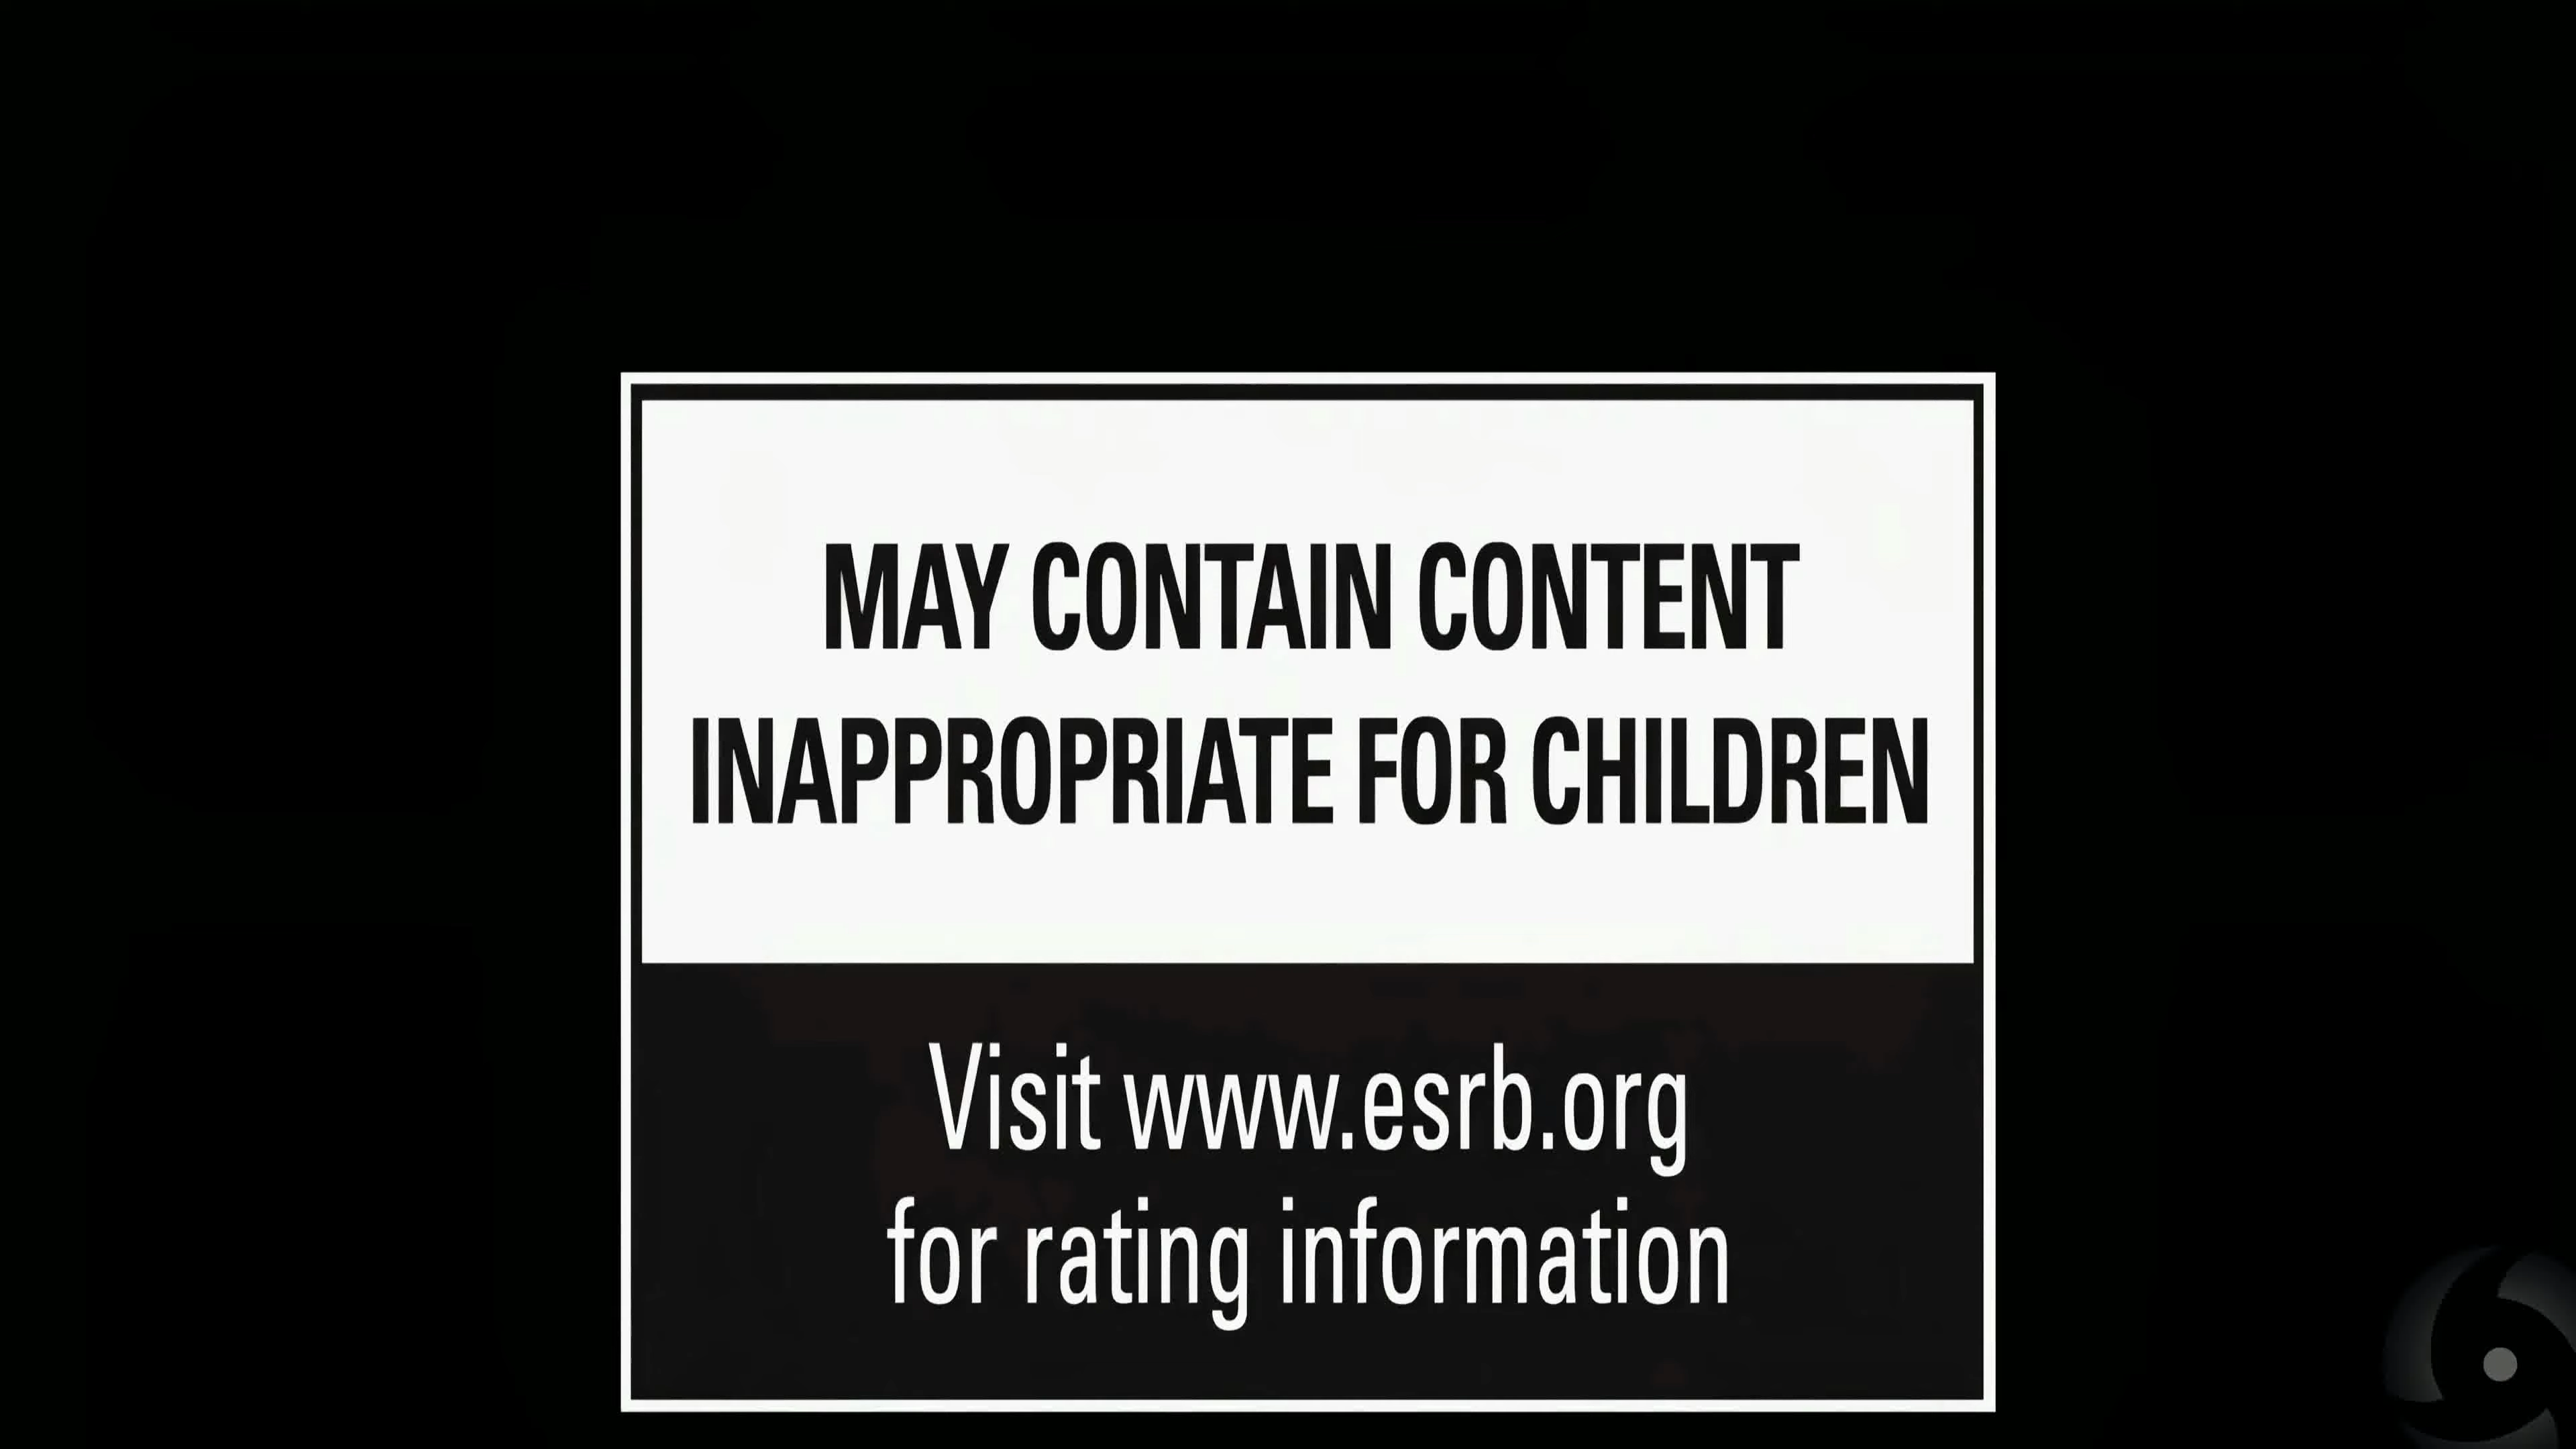 MAY CONTAIN CONTENT
INAPPROPRIATE FOR CHILDREN
Visit www.esrb.org
for rating information